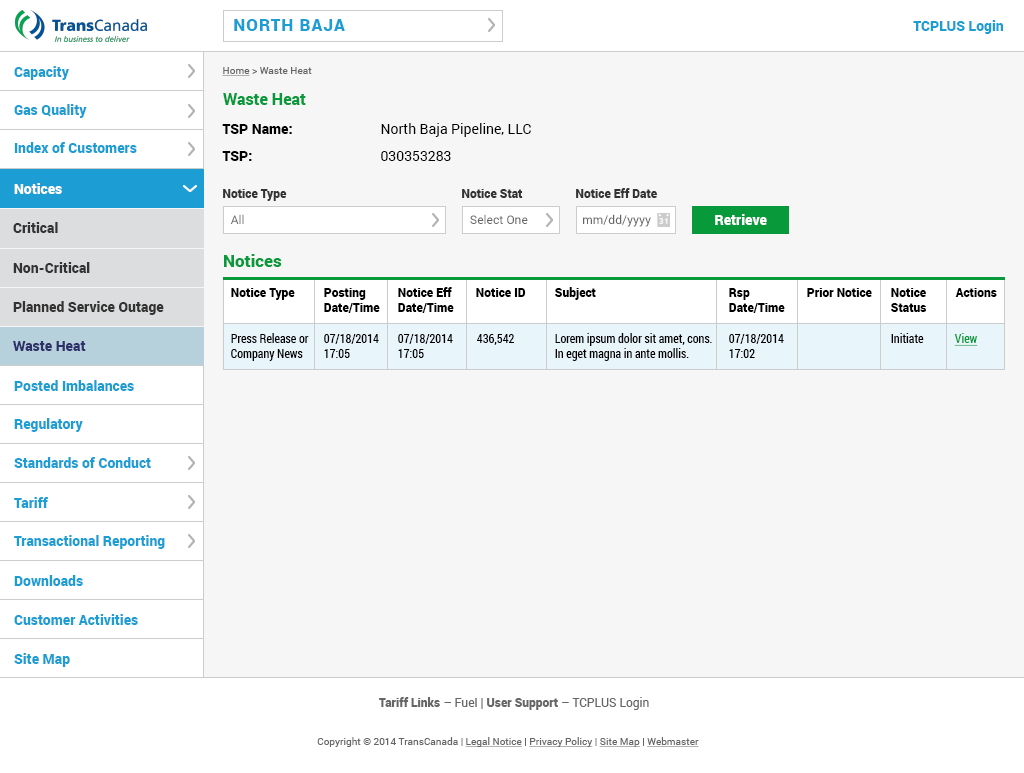 TransCanada
In business to deliver
NORTH BAJA
TCPLUS Login
Capacity
Gas Quality
Index of Customers
Notices
Critical
Non-Critical
Planned Service Outage
Waste Heat
Posted Imbalances
Regulatory
Standards of Conduct
Tariff
Transactional Reporting
Downloads
Customer Activities
Site Map
Home > Waste Heat
Waste Heat
TSP Name: North Baja Pipeline, LLC
TSP: 030353283
Notice Type Notice Stat Notice Eff Date
All Select One mm/dd/yyyy 31 Retrieve
Notices
Notice Type Posting Notice Eff Notice ID Subject Rsp Prior Notice Notice Actions
Date/Time Date/Time Date/Time Status
Press Release or 07/18/2014 07/18/2014 436,542 Lorem ipsum dolor sit amet, cons. 07/18/2014 Initiate View
Company News 17:05 17:05 In eget magna in ante mollis. 17:02
Tariff Links – Fuel | User Support – TCPLUS Login
Copyright © 2014 TransCanada | Legal Notice | Privacy Policy | Site Map | Webmaster